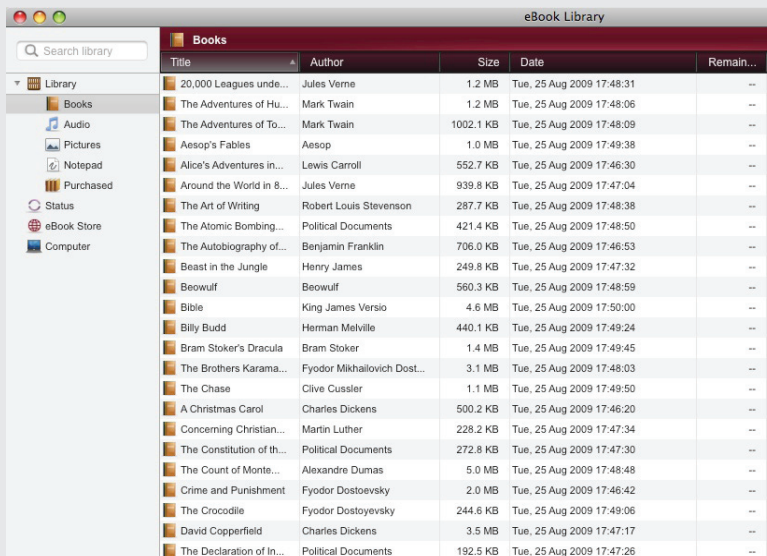 eBook Library
Search library
Books
Title Author Size Date Remain...
Library
Books
Audio
Pictures
Notepad
Purchased
Status
eBook Store
Computer
20,000 Leagues unde... Jules Verne 1.2 MB Tue, 25 Aug 2009 17:48:31 --
The Adventures of Hu... Mark Twain 1.2 MB Tue, 25 Aug 2009 17:48:06 --
The Adventures of To... Mark Twain 1002.1 KB Tue, 25 Aug 2009 17:48:09 --
Aesop's Fables Aesop 1.0 MB Tue, 25 Aug 2009 17:49:38 --
Alice's Adventures in... Lewis Carroll 552.7 KB Tue, 25 Aug 2009 17:46:30 --
Around the World in 8... Jules Verne 939.8 KB Tue, 25 Aug 2009 17:47:04 --
The Art of Writing Robert Louis Stevenson 287.7 KB Tue, 25 Aug 2009 17:48:38 --
The Atomic Bombing... Political Documents 421.4 KB Tue, 25 Aug 2009 17:48:50 --
The Autobiography of... Benjamin Franklin 706.0 KB Tue, 25 Aug 2009 17:46:53 --
Beast in the Jungle Henry James 249.8 KB Tue, 25 Aug 2009 17:47:32 --
Beowulf Beowulf 560.3 KB Tue, 25 Aug 2009 17:48:59 --
Bible King James Versio 4.6 MB Tue, 25 Aug 2009 17:50:00 --
Billy Budd Herman Melville 440.1 KB Tue, 25 Aug 2009 17:49:24 --
Bram Stoker's Dracula Bram Stoker 1.4 MB Tue, 25 Aug 2009 17:49:45 --
The Brothers Karama... Fyodor Mikhailovich Dost... 3.1 MB Tue, 25 Aug 2009 17:48:03 --
The Chase Clive Cussler 1.1 MB Tue, 25 Aug 2009 17:49:50 --
A Christmas Carol Charles Dickens 500.2 KB Tue, 25 Aug 2009 17:46:20 --
Concerning Christian... Martin Luther 228.2 KB Tue, 25 Aug 2009 17:47:34 --
The Constitution of th... Political Documents 272.8 KB Tue, 25 Aug 2009 17:47:30 --
The Count of Monte... Alexandre Dumas 5.0 MB Tue, 25 Aug 2009 17:48:48 --
Crime and Punishment Fyodor Dostoevsky 2.0 MB Tue, 25 Aug 2009 17:46:42 --
The Crocodile Fyodor Dostoyevsky 244.6 KB Tue, 25 Aug 2009 17:49:06 --
David Copperfield Charles Dickens 3.5 MB Tue, 25 Aug 2009 17:47:17 --
The Declaration of In... Political Documents 192.5 KB Tue, 25 Aug 2009 17:47:26 --